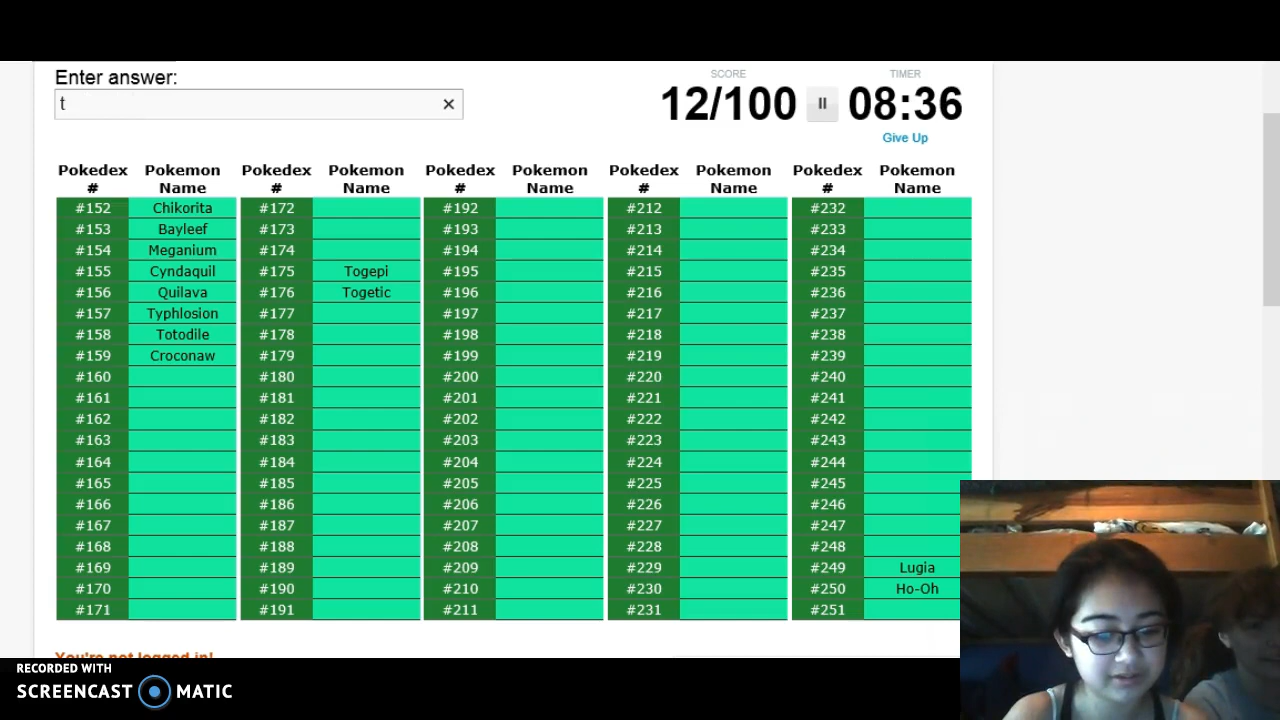 Enter answer:
t ×
SCORE TIMER
12/100 08:36
Give Up
Pokedex # Pokemon Name Pokedex # Pokemon Name Pokedex # Pokemon Name Pokedex # Pokemon Name Pokedex # Pokemon Name
#152 Chikorita #172 #192 #212 #232
#153 Bayleef #173 #193 #213 #233
#154 Meganium #174 #194 #214 #234
#155 Cyndaquil #175 Togepi #195 #215 #235
#156 Quilava #176 Togetic #196 #216 #236
#157 Typhlosion #177 #197 #217 #237
#158 Totodile #178 #198 #218 #238
#159 Croconaw #179 #199 #219 #239
#160 #180 #200 #220 #240
#161 #181 #201 #221 #241
#162 #182 #202 #222 #242
#163 #183 #203 #223 #243
#164 #184 #204 #224 #244
#165 #185 #205 #225 #245
#166 #186 #206 #226 #246
#167 #187 #207 #227 #247
#168 #188 #208 #228 #248
#169 #189 #209 #229 #249 Lugia
#170 #190 #210 #230 #250 Ho-Oh
#171 #191 #211 #231 #251
You're not logged in!
RECORDED WITH
SCREENCAST MATIC